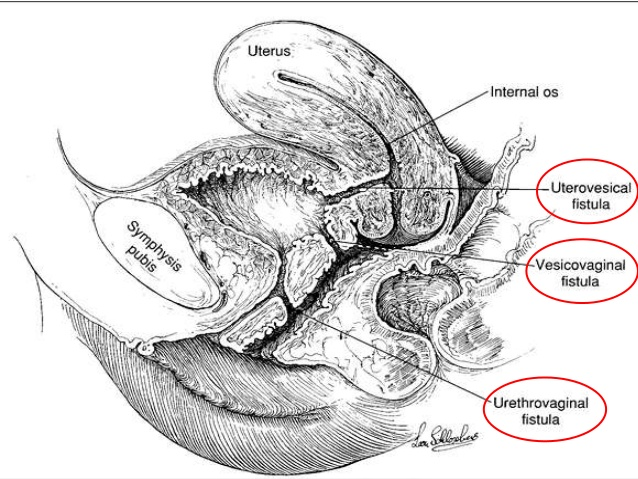 Uterus
Internal os
Uterovesical
fistula
Vesicovaginal
fistula
Symphysis
pubis
Urethrovaginal
fistula